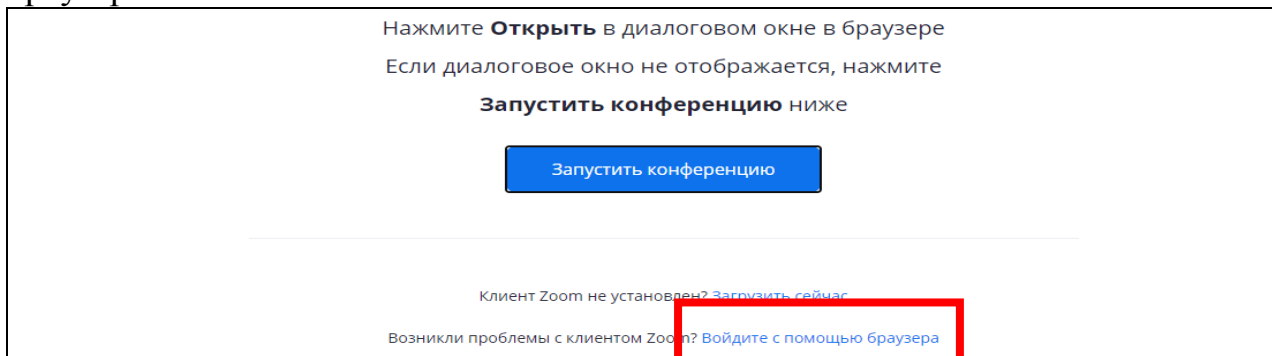 Нажмите Открыть в диалоговом окне в браузере
Если диалоговое окно не отображается, нажмите
Запустить конференцию ниже
Запустить конференцию
Клиент Zoom не установлен? Загрузить сейчас
Возникли проблемы с клиентом Zoom? Войдите с помощью браузера